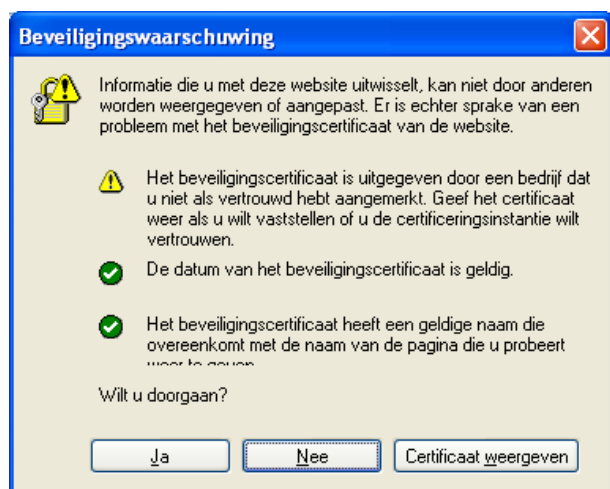 Beveiligingswaarschuwing
Informatie die u met deze website uitwisselt, kan niet door anderen
worden weergegeven of aangepast. Er is echter sprake van een
probleem met het beveiligingscertificaat van de website.
Het beveiligingscertificaat is uitgegeven door een bedrijf dat
u niet als vertrouwd hebt aangemerkt. Geef het certificaat
weer als u wilt vaststellen of u de certificeringsinstantie wilt
vertrouwen.
De datum van het beveiligingscertificaat is geldig.
Het beveiligingscertificaat heeft een geldige naam die
overeenkomt met de naam van de pagina die u probeert
weer te geven.
Wilt u doorgaan?
Ja
Nee
Certificaat weergeven